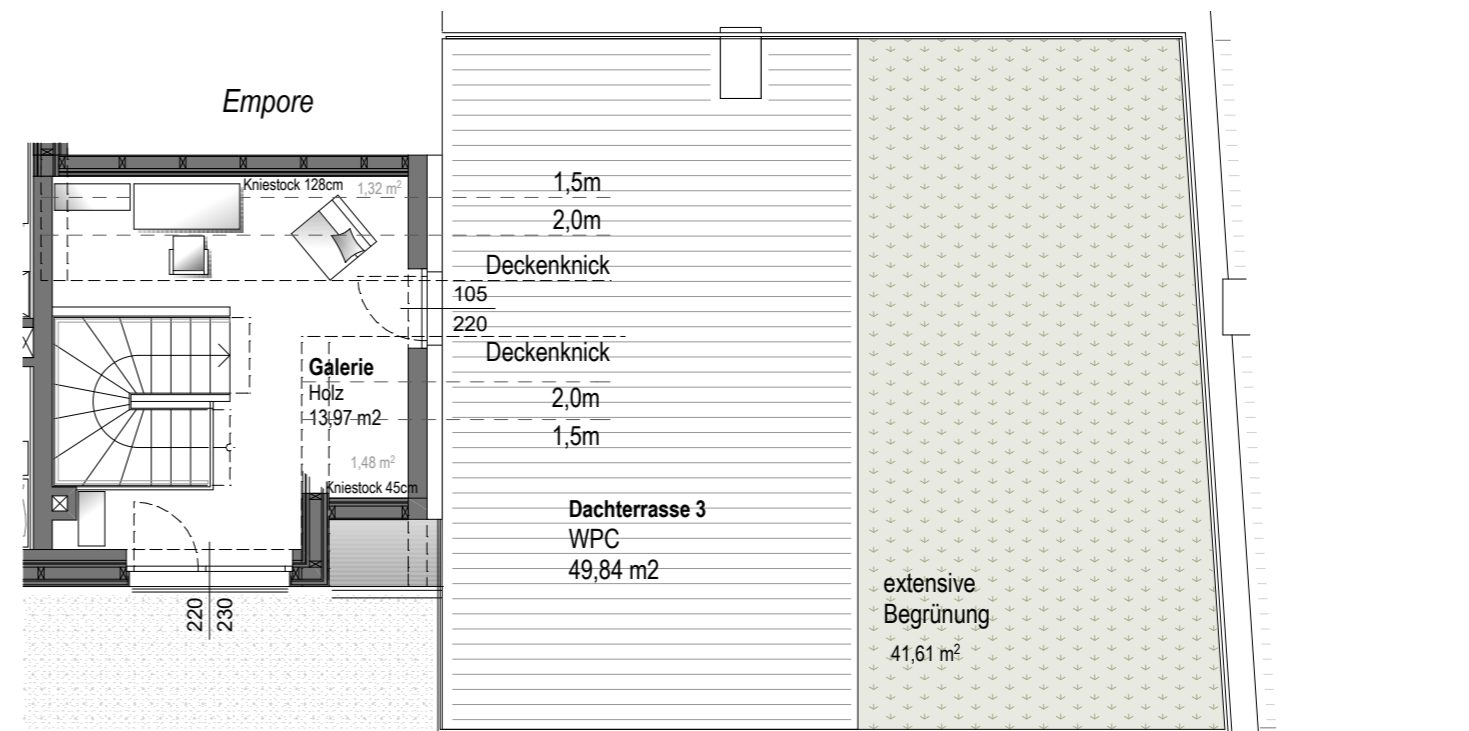 Empore
Kniestock 128cm
1,32 m²
1,5m
2,0m
Deckenknick
105
220
Deckenknick
Galerie
Holz
13,97 m2
2,0m
1,5m
1,48 m²
Kniestock 45cm
Dachterrasse 3
WPC
49,84 m2
extensive
Begrünung
41,61 m²
220
230